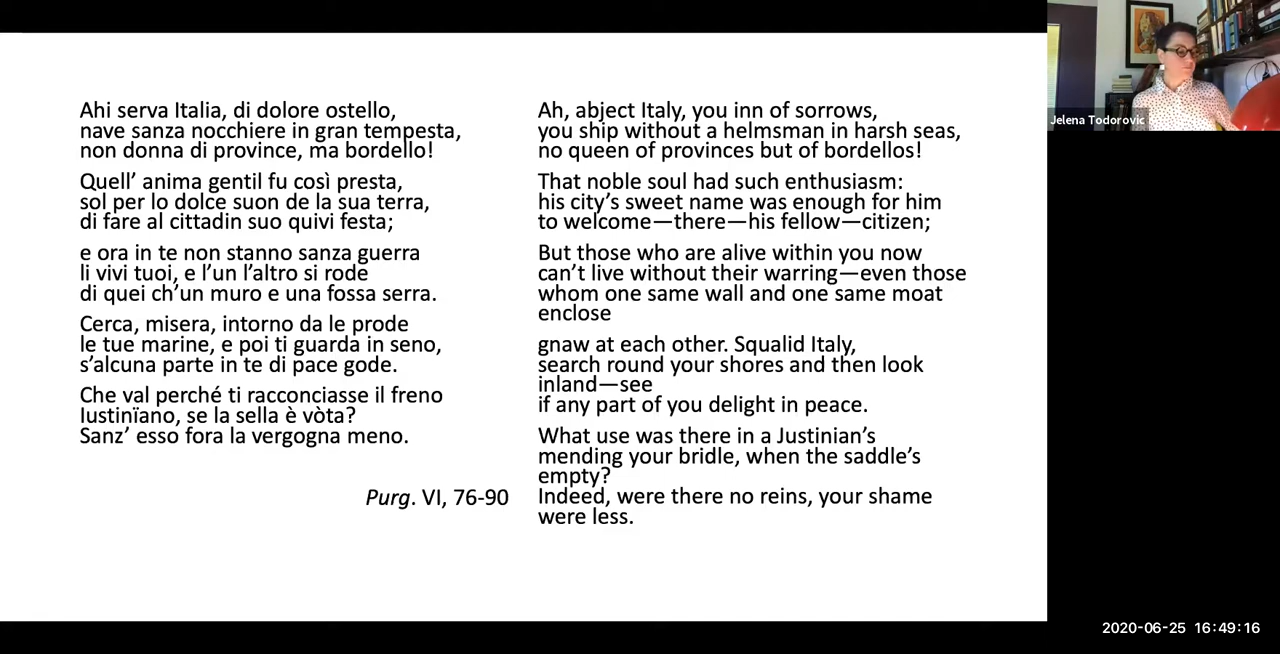 Ahi serva Italia, di dolore ostello,
nave sanza nocchiere in gran tempesta,
non donna di province, ma bordello!
Quell’ anima gentil fu così presta,
sol per lo dolce suon de la sua terra,
di fare al cittadin suo quivi festa;
e ora in te non stanno sanza guerra
li vivi tuoi, e l’un l’altro si rode
di quei ch’un muro e una fossa serra.
Cerca, misera, intorno da le prode
le tue marine, e poi ti guarda in seno,
s’alcuna parte in te di pace gode.
Che val perché ti racconciasse il freno
Iustinïano, se la sella è vòta?
Sanz’ esso fora la vergogna meno.
Purg. VI, 76-90
Ah, abject Italy, you inn of sorrows,
you ship without a helmsman in harsh seas,
no queen of provinces but of bordellos!
That noble soul had such enthusiasm:
his city’s sweet name was enough for him
to welcome—there—his fellow—citizen;
But those who are alive within you now
can’t live without their warring—even those
whom one same wall and one same moat
enclose
gnaw at each other. Squalid Italy,
search round your shores and then look
inland—see
if any part of you delight in peace.
What use was there in a Justinian’s
mending your bridle, when the saddle’s
empty?
Indeed, were there no reins, your shame
were less.
Jelena Todorovic
2020-06-25 16:49:16